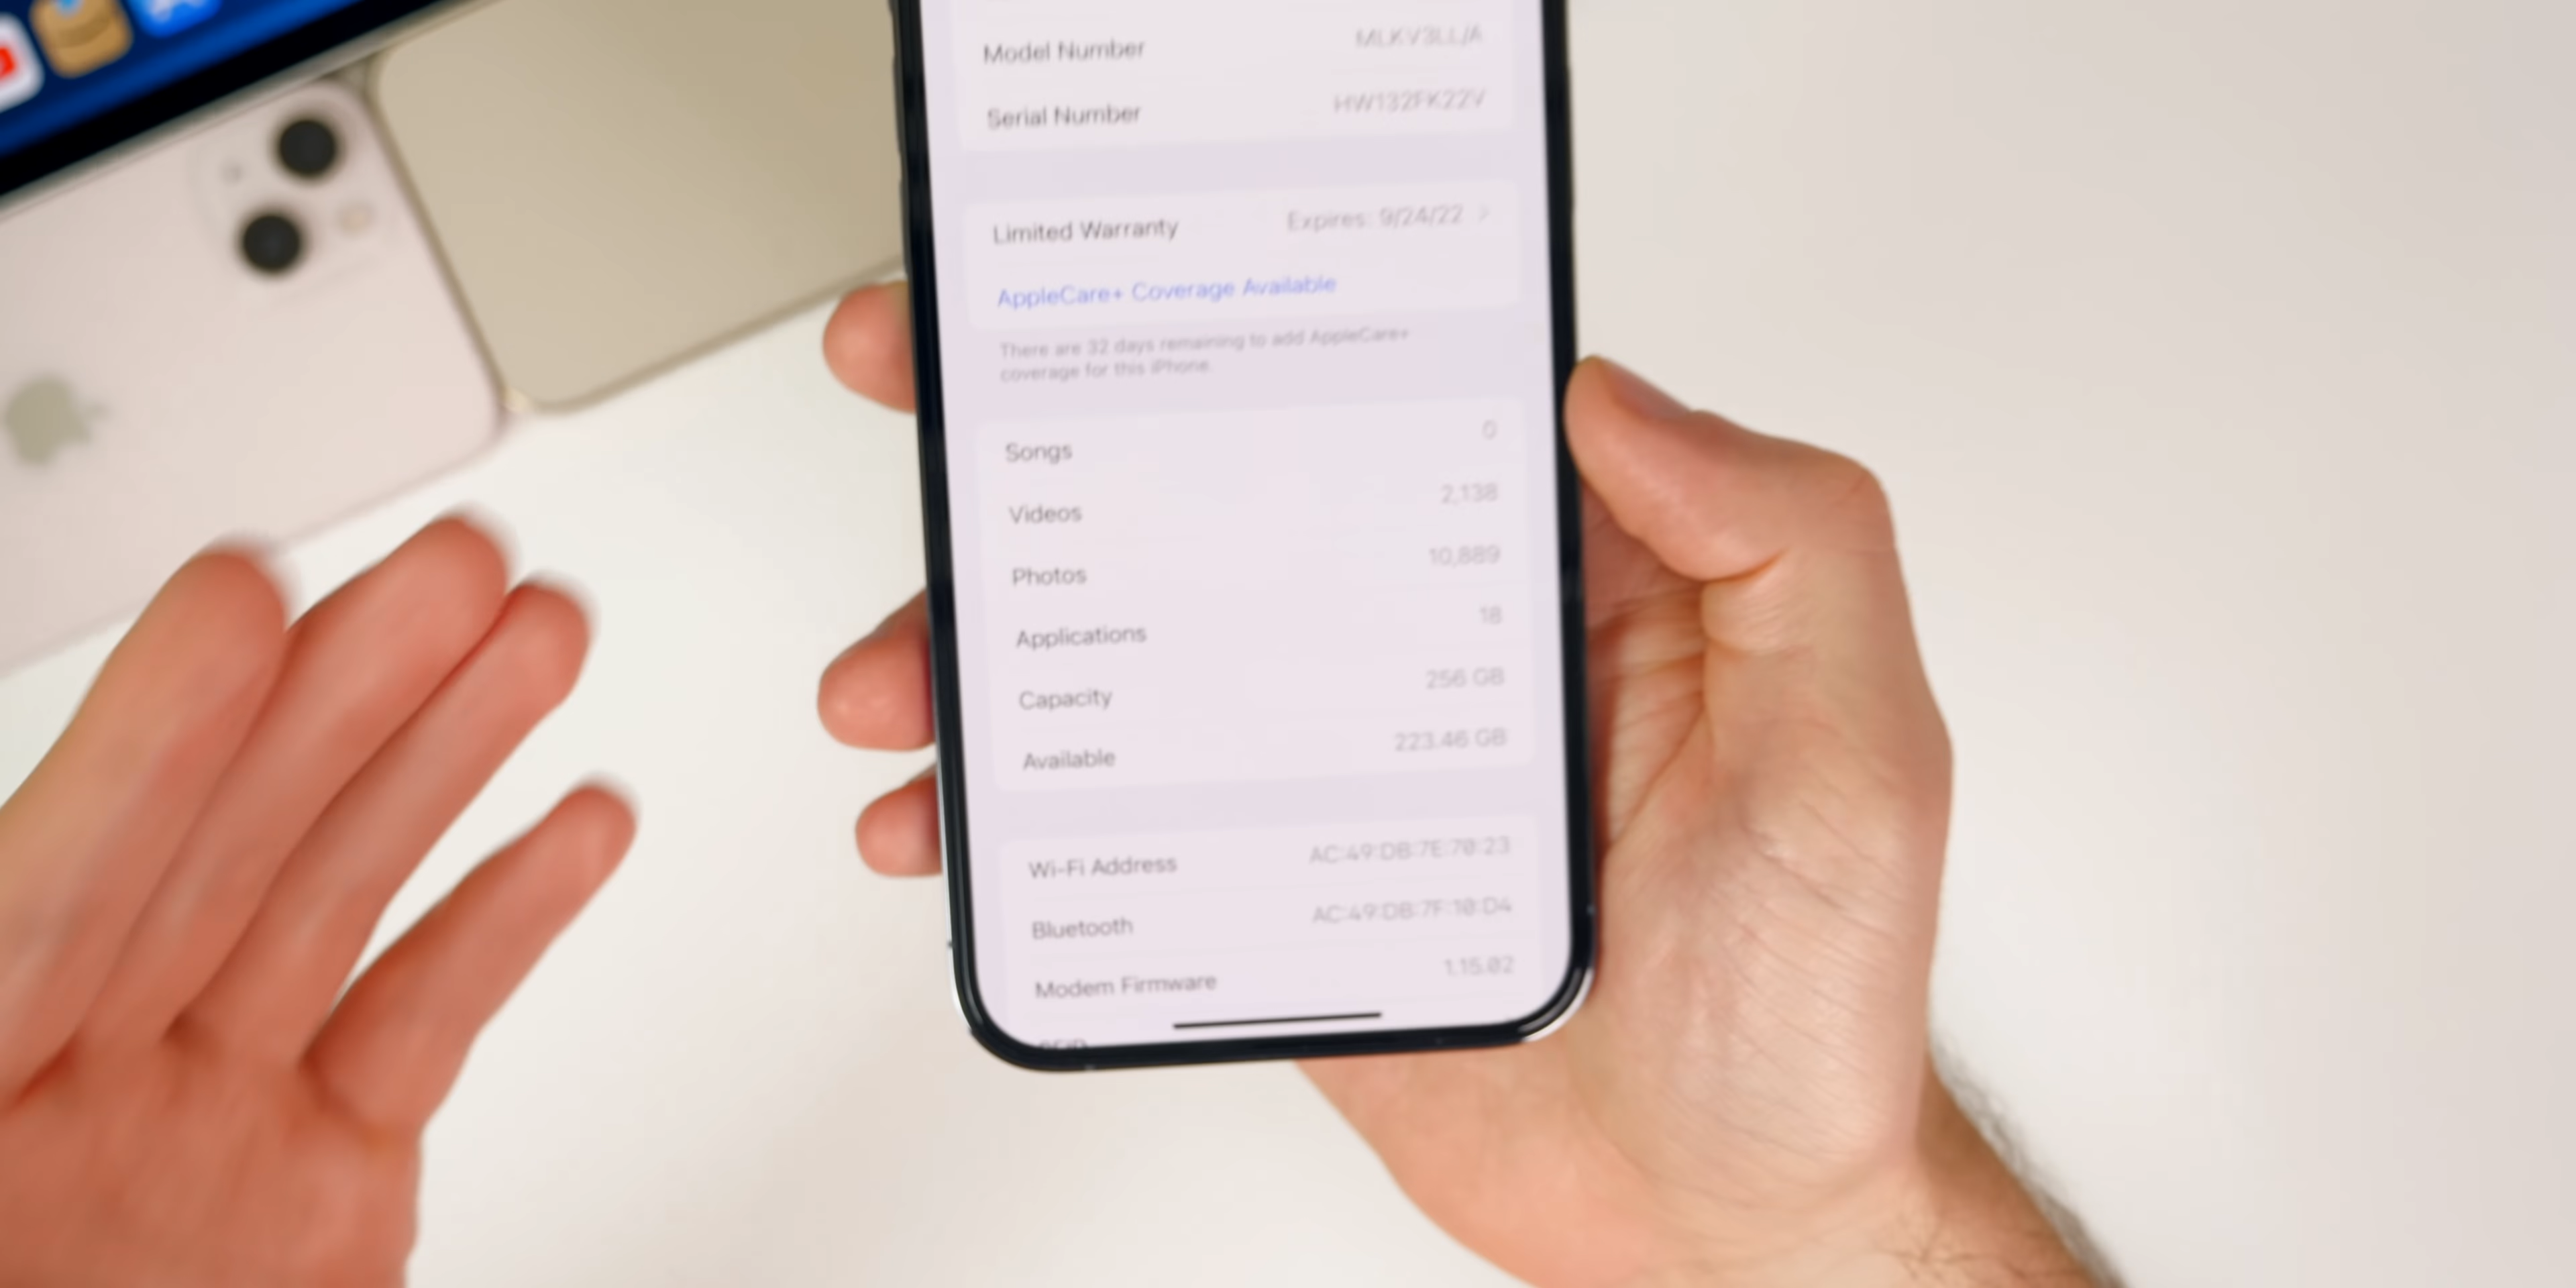 Model Number MLKV3LL/A
Serial Number HW132FK22V
Limited Warranty Expires: 9/24/22 >
AppleCare+ Coverage Available
There are 32 days remaining to add AppleCare+
coverage for this iPhone.
Songs 0
Videos 2,138
Photos 10,889
Applications 18
Capacity 256 GB
Available 223.46 GB
Wi-Fi Address AC:49:DB:7E:70:23
Bluetooth AC:49:DB:7F:10:D4
Modem Firmware 1.15.02